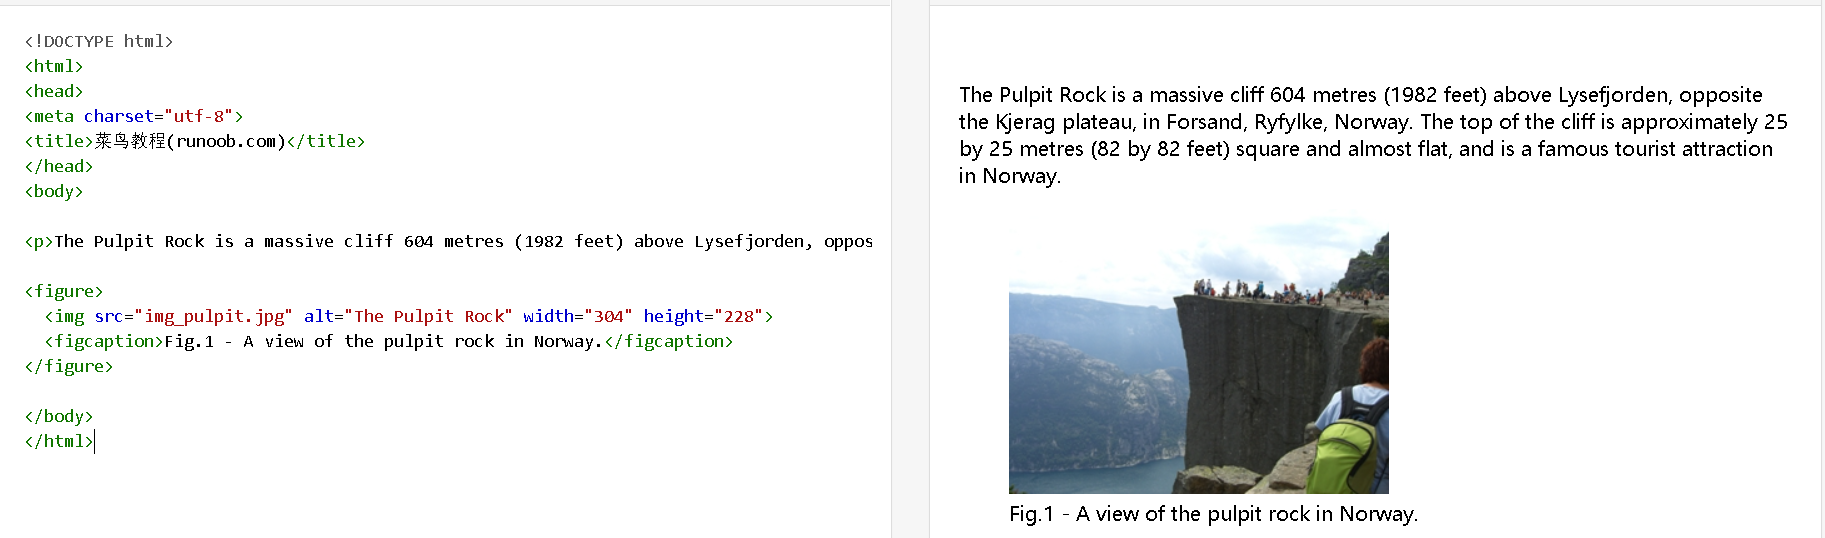 <!DOCTYPE html>
<html>
<head>
<meta charset="utf-8">
<title>菜鸟教程(runoob.com)</title>
</head>
<body>
<p>The Pulpit Rock is a massive cliff 604 metres (1982 feet) above Lysefjorden, oppos
<figure>
<img src="img_pulpit.jpg" alt="The Pulpit Rock" width="304" height="228">
<figcaption>Fig.1 - A view of the pulpit rock in Norway.</figcaption>
</figure>
</body>
</html>
The Pulpit Rock is a massive cliff 604 metres (1982 feet) above Lysefjorden, opposite
the Kjerag plateau, in Forsand, Ryfylke, Norway. The top of the cliff is approximately 25
by 25 metres (82 by 82 feet) square and almost flat, and is a famous tourist attraction
in Norway.
Fig.1 - A view of the pulpit rock in Norway.